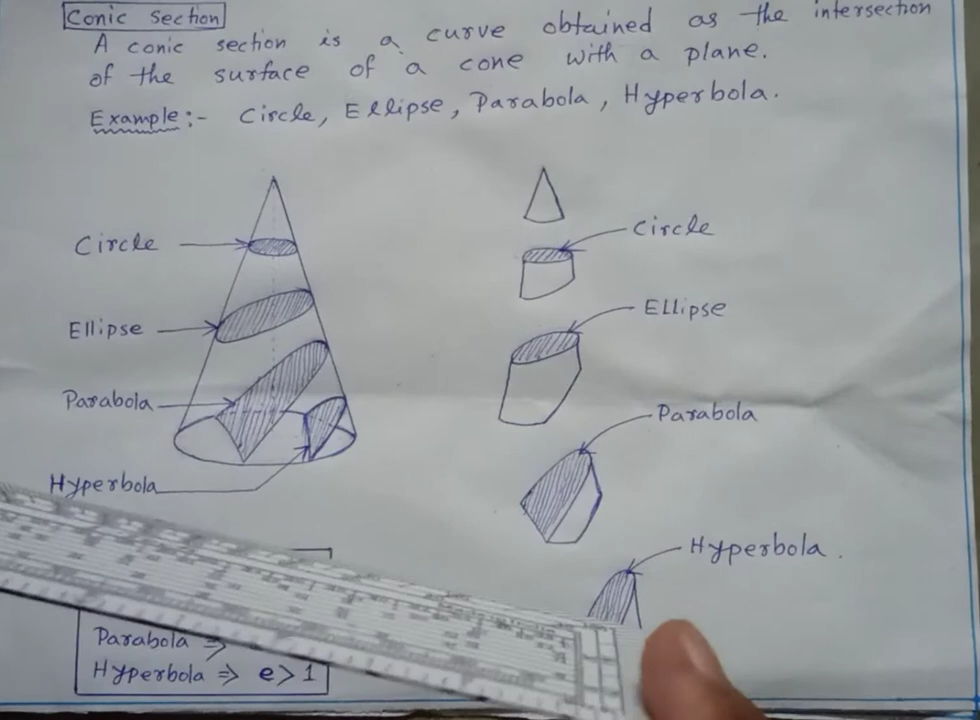 Conic Section
A conic section is a curve obtained as the intersection
of the surface of a cone with a plane.
Example:- Circle, Ellipse, Parabola, Hyperbola.
Circle
Circle
Ellipse
Ellipse
Parabola
Parabola
Hyperbola
Hyperbola.
Parabola ⇒
Hyperbola ⇒ e > 1